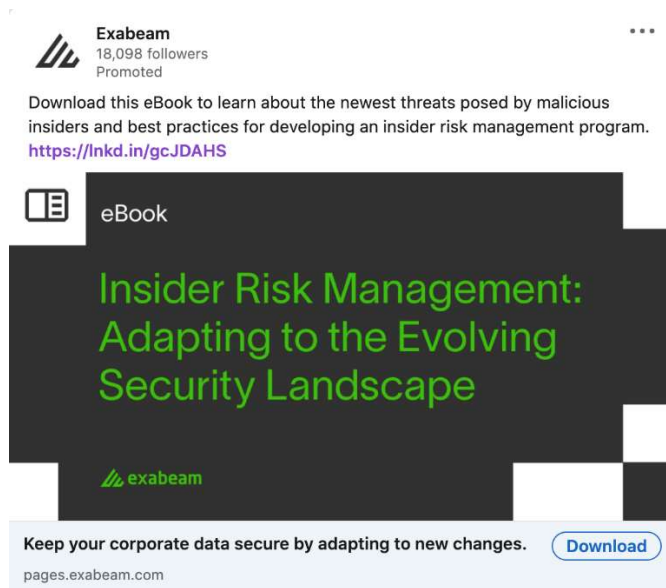 Exabeam
18,098 followers
Promoted
Download this eBook to learn about the newest threats posed by malicious
insiders and best practices for developing an insider risk management program.
https://lnkd.in/gcJDAHS
eBook
Insider Risk Management:
Adapting to the Evolving
Security Landscape
exabeam
Keep your corporate data secure by adapting to new changes.
Download
pages.exabeam.com